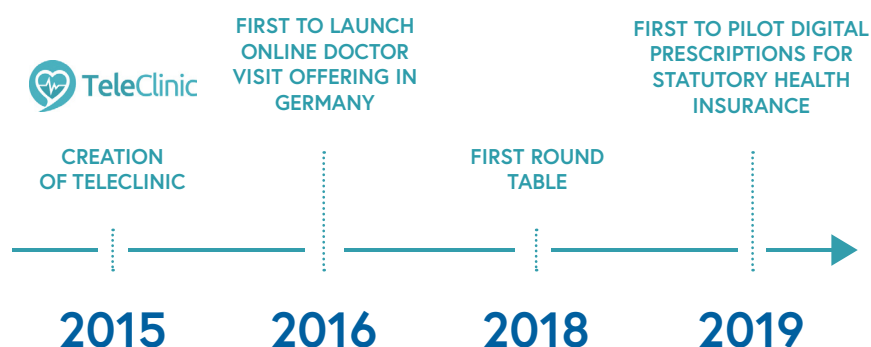 TeleClinic
CREATION
OF TELECLINIC
2015
FIRST TO LAUNCH
ONLINE DOCTOR
VISIT OFFERING IN
GERMANY
2016
FIRST ROUND
TABLE
2018
FIRST TO PILOT DIGITAL
PRESCRIPTIONS FOR
STATUTORY HEALTH
INSURANCE
2019